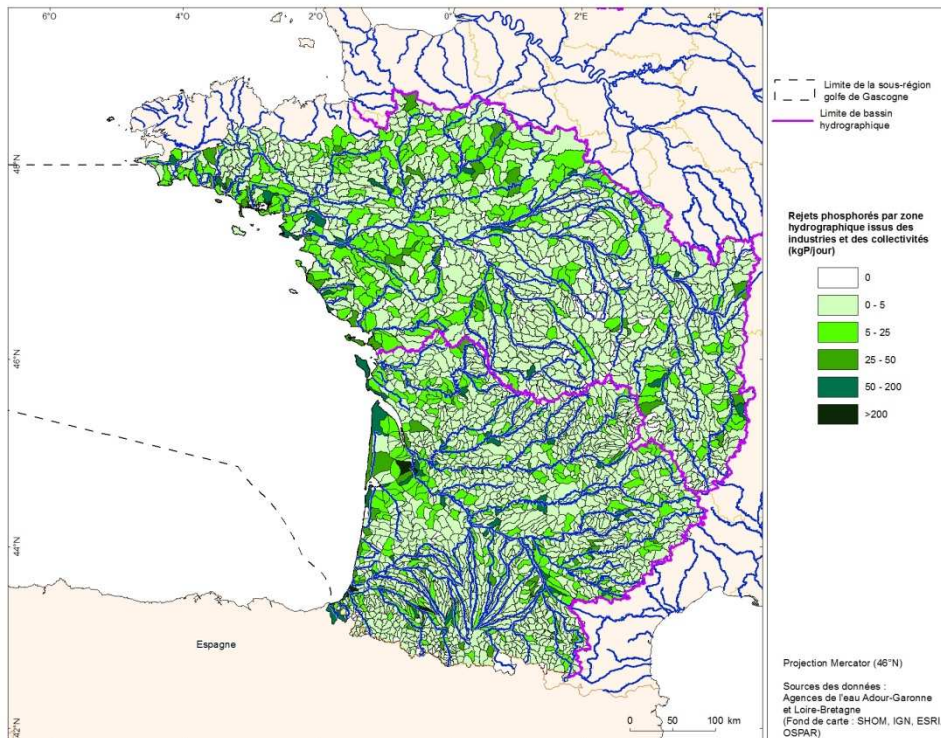 6°0
4°0
2°0
0°
2°E
4°E
48°N
46°N
44°N
42°N
Espagne
0 50 100 km
Limite de la sous-région
golfe de Gascogne
Limite de bassin
hydrographique
Rejets phosphorés par zone
hydrographique issus des
industries et des collectivités
(kgP/jour)
0
0 - 5
5 - 25
25 - 50
50 - 200
>200
Projection Mercator (46°N)
Sources des données :
Agences de l'eau Adour-Garonne
et Loire-Bretagne
(Fond de carte : SHOM, IGN, ESRI,
OSPAR)